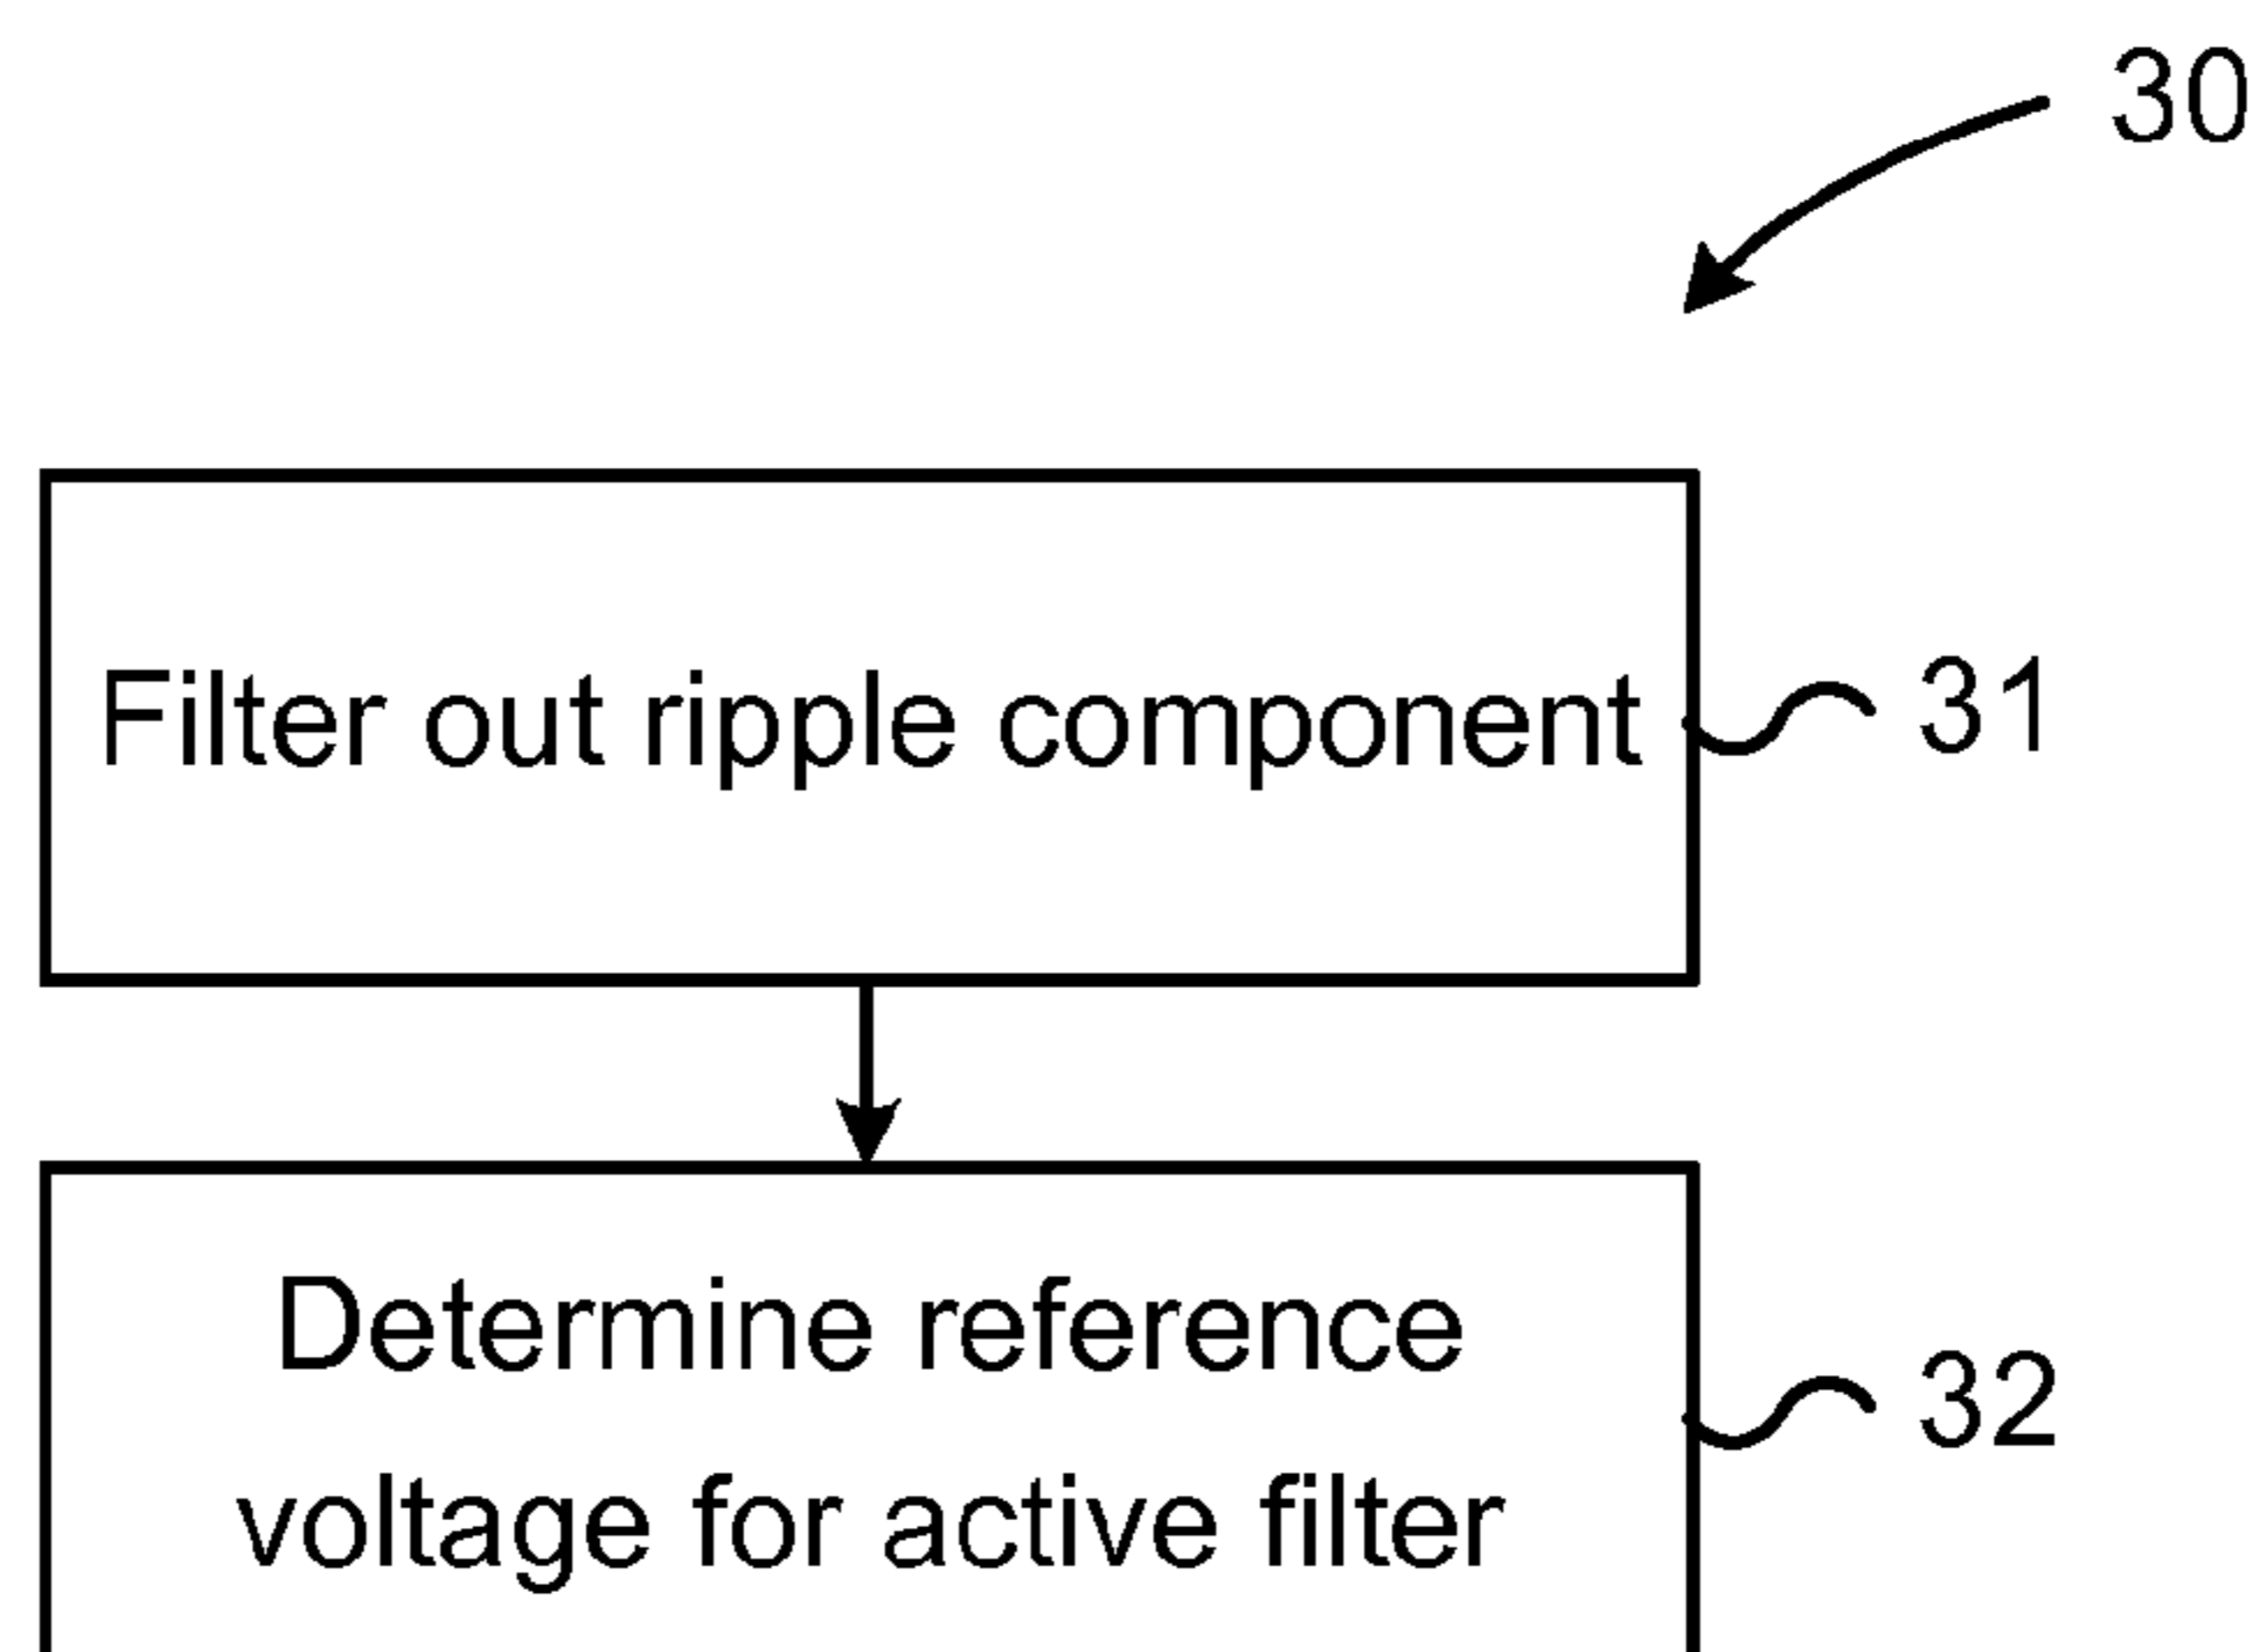 30
Filter out ripple component
31
Determine reference
voltage for active filter
32